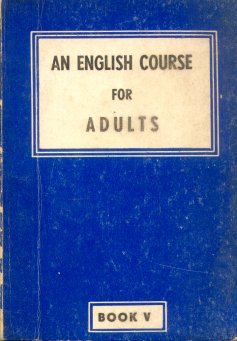 AN ENGLISH COURSE
FOR
ADULTS
BOOK V